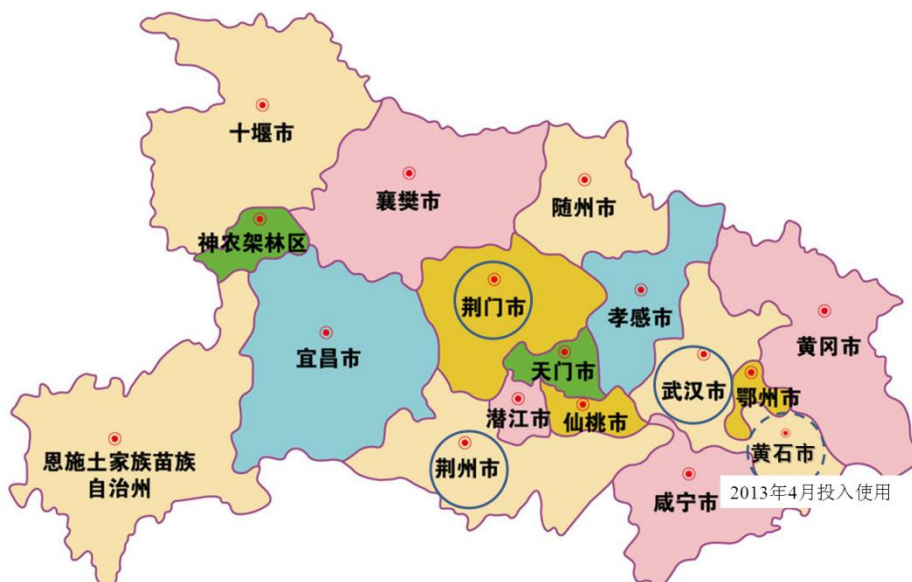 十堰市
襄樊市
随州市
神农架林区
荆门市
孝感市
黄冈市
宜昌市
天门市
武汉市
鄂州市
潜江市
仙桃市
恩施土家族苗族
自治州
荆州市
黄石市
咸宁市
2013年4月投入使用